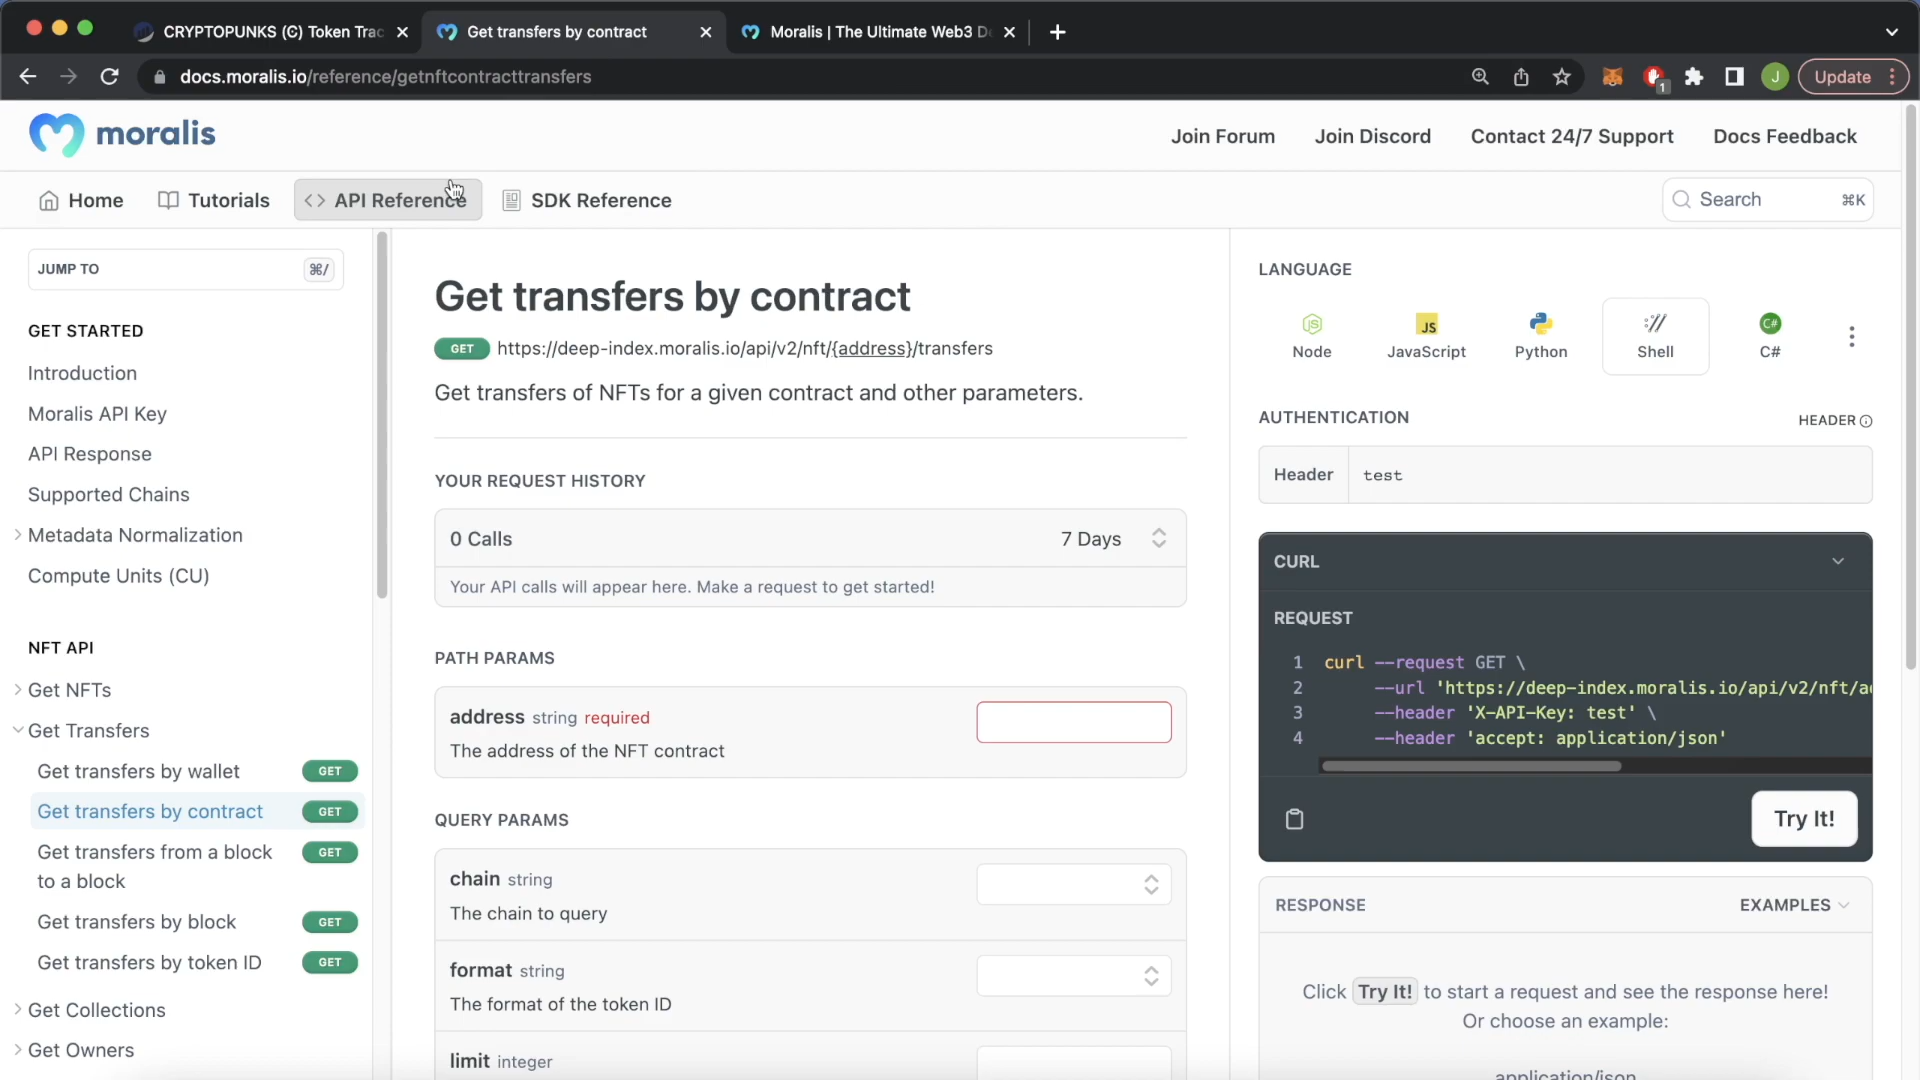 CRYPTOPUNKS (C) Token Trac
Get transfers by contract
Moralis | The Ultimate Web3 D
docs.moralis.io/reference/getnftcontracttransfers
1
J
Update
moralis
Join Forum
Join Discord
Contact 24/7 Support
Docs Feedback
Home
Tutorials
API Reference
SDK Reference
Search
⌘K
JUMP TO
⌘/
GET STARTED
Introduction
Moralis API Key
API Response
Supported Chains
Metadata Normalization
Compute Units (CU)
NFT API
Get NFTs
Get Transfers
Get transfers by wallet GET
Get transfers by contract GET
Get transfers from a block GET
to a block
Get transfers by block GET
Get transfers by token ID GET
Get Collections
Get Owners
Get transfers by contract
GET https://deep-index.moralis.io/api/v2/nft/{address}/transfers
Get transfers of NFTs for a given contract and other parameters.
YOUR REQUEST HISTORY
0 Calls
7 Days
Your API calls will appear here. Make a request to get started!
PATH PARAMS
address string required
The address of the NFT contract
QUERY PARAMS
chain string
The chain to query
format string
The format of the token ID
limit integer
LANGUAGE
JS
Node
JS
JavaScript
Python
Shell
C#
C#
AUTHENTICATION
HEADER
Header
test
CURL
REQUEST
1 curl --request GET \
2 --url 'https://deep-index.moralis.io/api/v2/nft/a
3 --header 'X-API-Key: test' \
4 --header 'accept: application/json'
Try It!
RESPONSE
EXAMPLES
Click Try It! to start a request and see the response here!
Or choose an example:
application/json